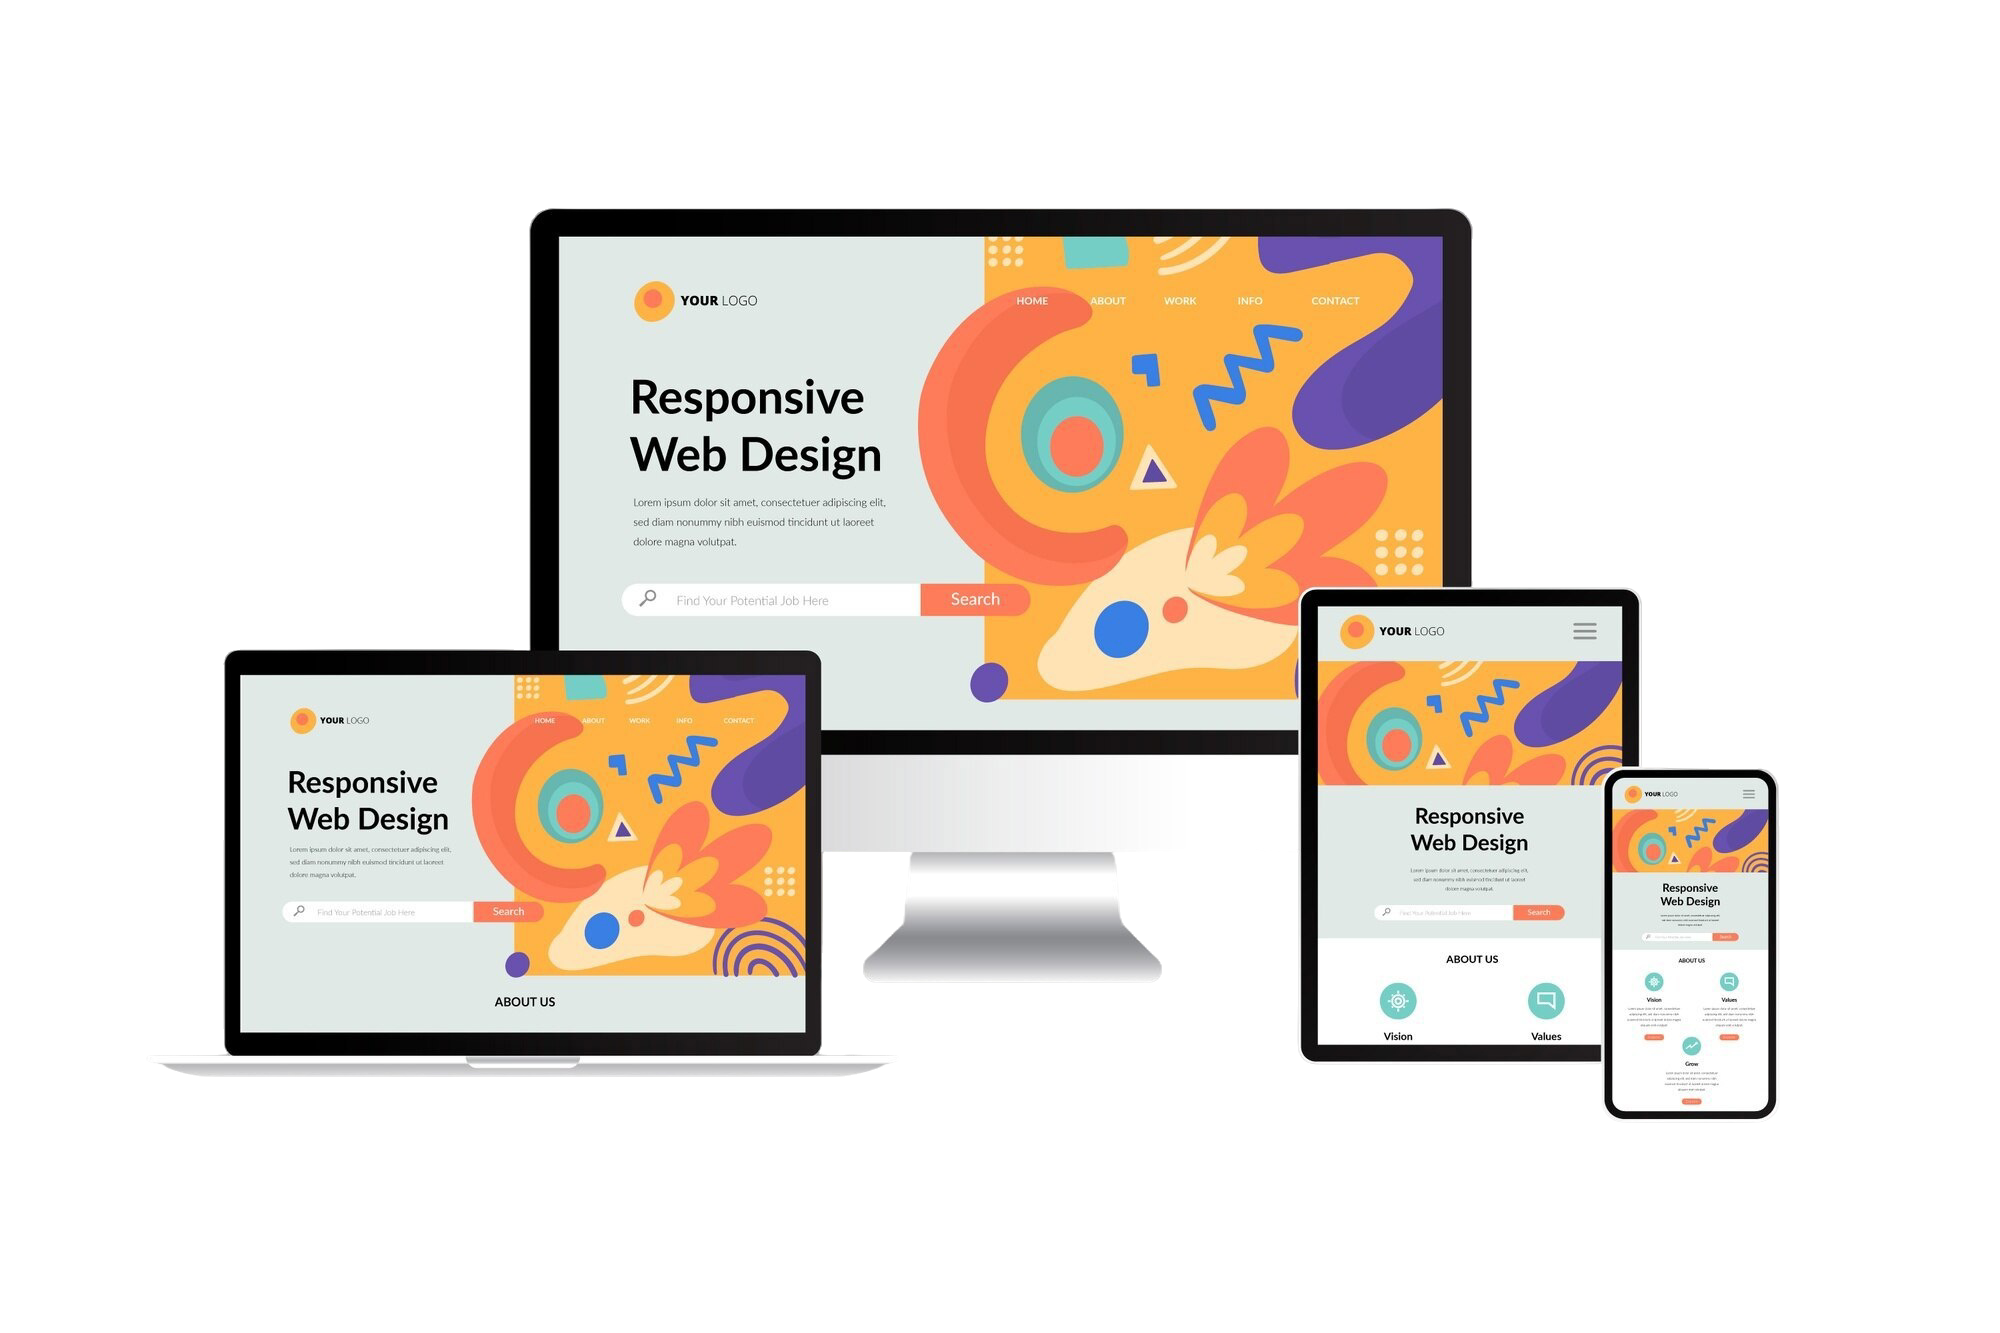 YOUR LOGO
HOME ABOUT WORK INFO CONTACT
Responsive
Web Design
Lorem ipsum dolor sit amet, consectetuer adipiscing elit,
sed diam nonummy nibh euismod tincidunt ut laoreet
dolore magna volutpat.
Find Your Potential Job Here
Search
YOUR LOGO
HOME ABOUT WORK INFO CONTACT
Responsive
Web Design
Lorem ipsum dolor sit amet, consectetuer adipiscing elit,
sed diam nonummy nibh euismod tincidunt ut laoreet
dolore magna volutpat.
Find Your Potential Job Here
Search
ABOUT US
YOUR LOGO
Responsive
Web Design
Lorem ipsum dolor sit amet, consectetuer adipiscing elit,
sed diam nonummy nibh euismod tincidunt ut laoreet
dolore magna volutpat.
Find Your Potential Job Here
Search
ABOUT US
Vision
Values
YOUR LOGO
Responsive
Web Design
Search
ABOUT US
Vision
Values
Grow